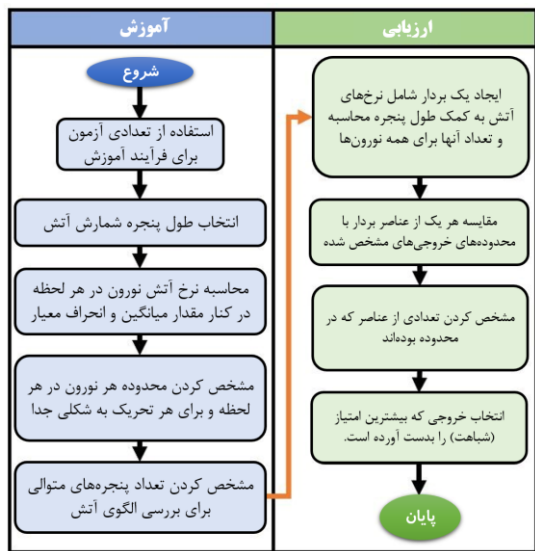 آموزش
شروع
استفاده از تعدادی آزمون
برای فرآیند آموزش
انتخاب طول پنجره شمارش آتش
محاسبه نرخ آتش نورون در هر لحظه
در کنار مقدار میانگین و انحراف معیار
مشخص کردن محدوده هر نورون در هر
لحظه و برای هر تحریک به شکلی جدا
مشخص کردن تعداد پنجره‌های متوالی
برای بررسی الگوی آتش
ارزیابی
ایجاد یک بردار شامل نرخ‌های
آتش به کمک طول پنجره محاسبه
و تعداد آنها برای همه نورون‌ها
مقایسه هر یک از عناصر بردار با
محدوده‌های خروجی‌های مشخص شده
مشخص کردن تعدادی از عناصر که در
محدوده بوده‌اند
انتخاب خروجی که بیشترین امتیاز
(شباهت) را بدست آورده است.
پایان